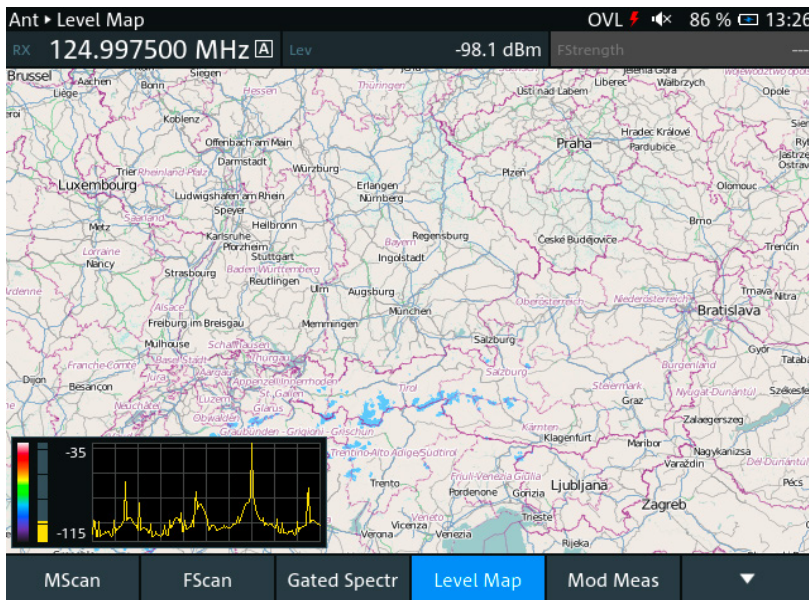 Ant ▸ Level Map OVL 86 % 13:26
RX 124.997500 MHz A Lev -98.1 dBm FStrength ---
Brussel Aachen Bonn Siegen Hessen Thüringen Ústí nad Labem Liberec Jelenia Góra Wałbrzych Województwo opols
Liège Opole
Koblenz
Offenbach am Main Praha Hradec Králové
Darmstadt Pardubice
Trier Rheinland-Pfalz Würzburg Plzeň
Luxembourg Erlangen Olomouc
Ludwigshafen am Rhein Nürnberg
Speyer
Saarland Brno
Metz Heilbronn
Karlsruhe Regensburg České Budějovice
Pforzheim Bayern Trenčín
Lorraine Stuttgart Ingolstadt
Nancy Baden-Württemberg
Strasbourg Reutlingen
Ulm Augsburg Trnava Nitra
Alsace München Oberösterreich Niederösterreich Bratislava
Freiburg im Breisgau Memmingen
Mulhouse Schaffhausen Salzburg
Basel-Stadt Thurgau Győr
Franche-Comté Jura Aargau Salzburg Burgenland
Dijon Besançon Appenzell Innerrhoden Tirol Steiermark
St. Gallen Nyugat-Dunántúl
Neuchâtel Luzern Glarus Graz
Obwalden Kärnten Zalaegerszeg
Graubünden - Grigioni - Grischun Klagenfurt Maribor
Trentino-Alto Adige/Südtirol Nagykanizsa
Varaždin Dél-Dunántúl
Trento Friuli-Venezia Giulia Ljubljana Pécs
Pordenone Gorizia
Veneto Trieste Zagreb
Vicenza
Verona Venezia Rijeka
-35
-115
MScan FScan Gated Spectr Level Map Mod Meas ▼